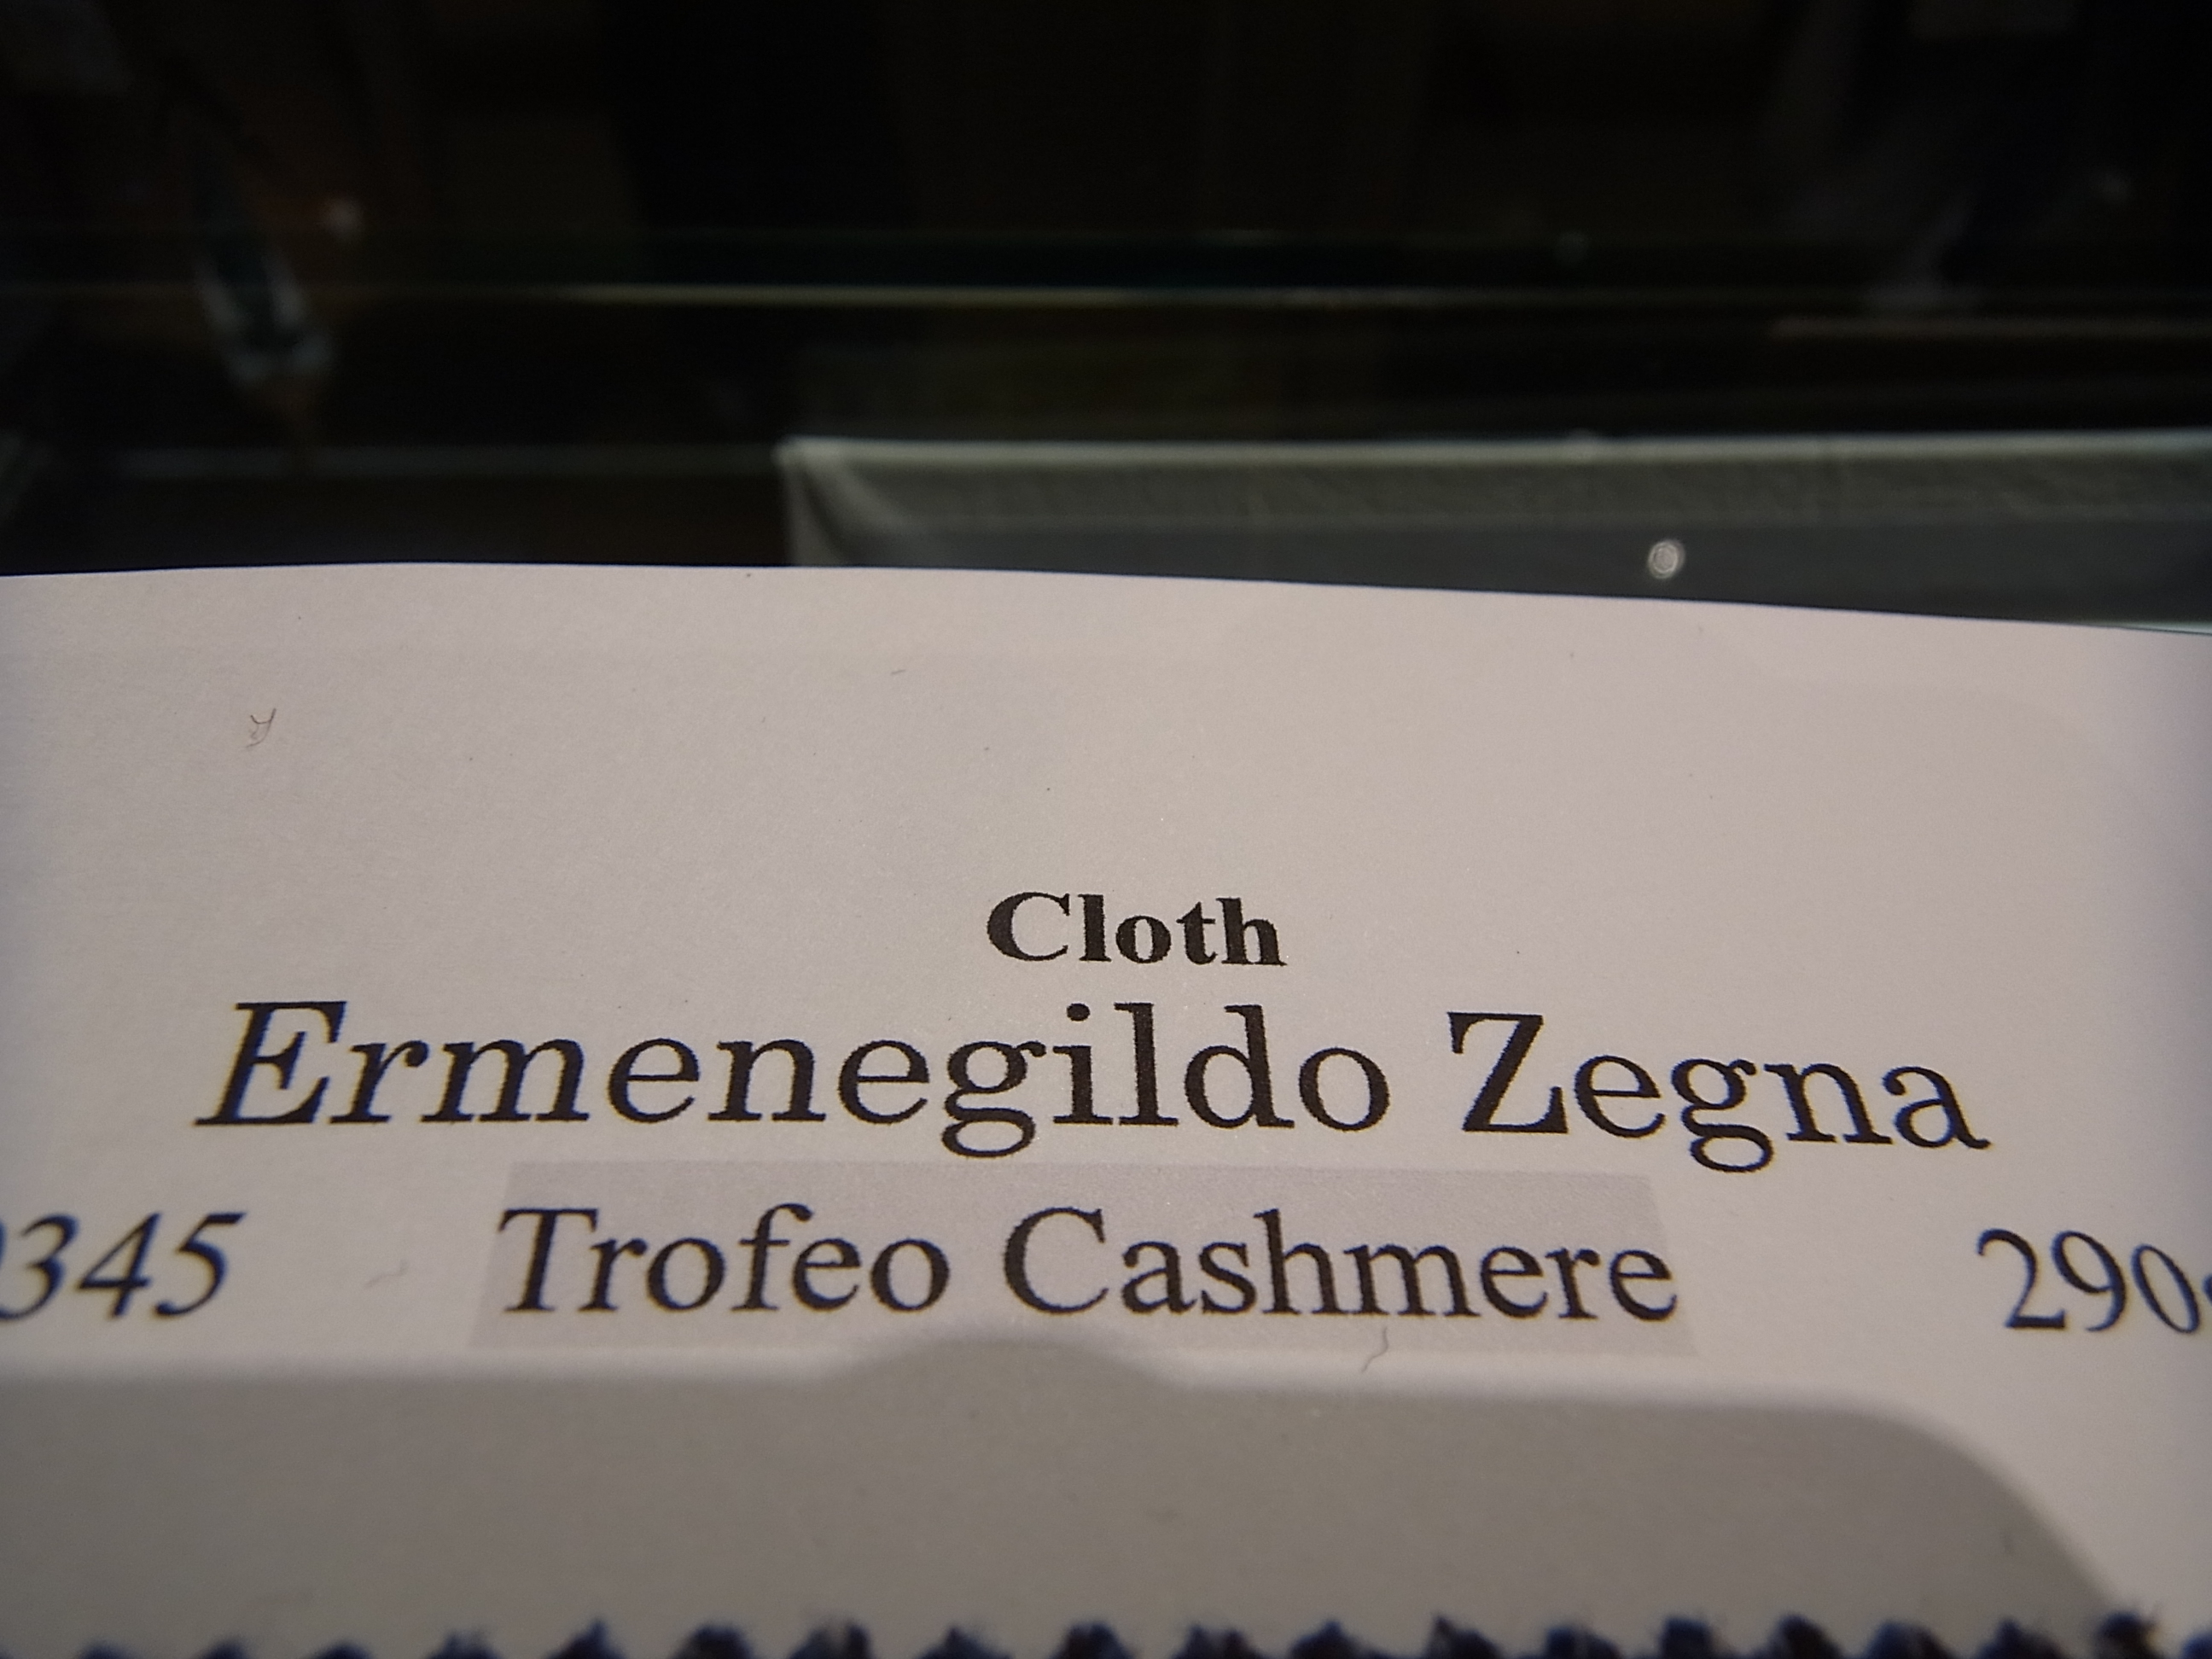 Cloth
Ermenegildo Zegna
345 Trofeo Cashmere 290